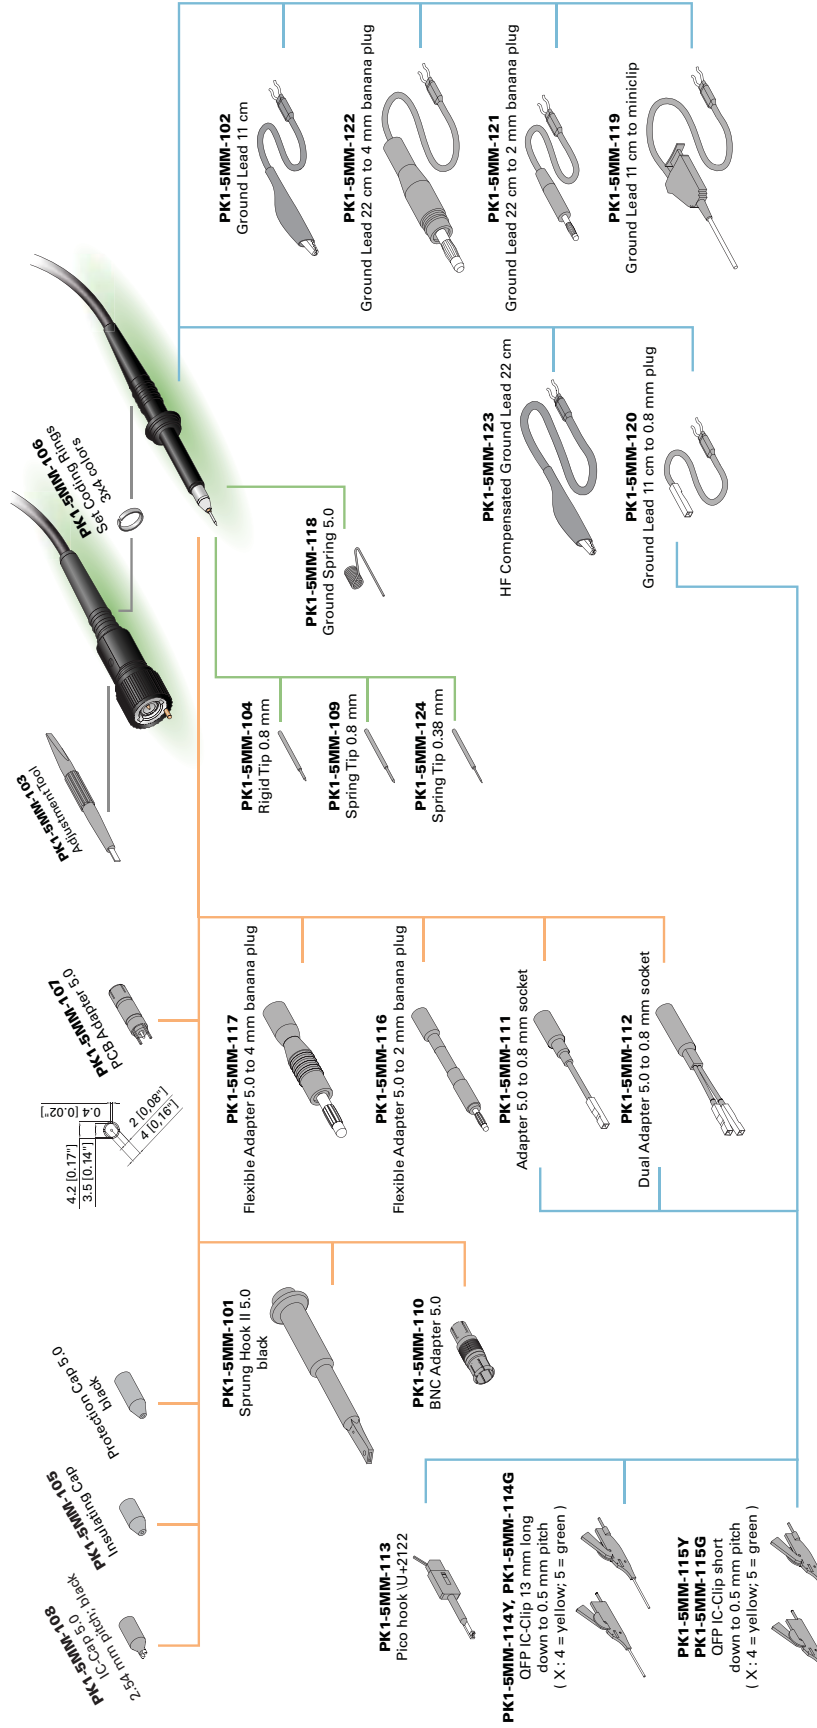 PK1-5MM-108
IC-Cap 5.0
2.54 mm pitch, black
PK1-5MM-105
Insulating Cap
Protection Cap 5.0
black
4.2 [0.17"]
3.5 [0.14"]
0.4 [0.02"]
2 [0,08"]
4 [0,16"]
PK1-5MM-107
PCB Adapter 5.0
PK1-5MM-103
Adjustment Tool
PK1-5MM-106
Set Coding Rings
3x4 colors
PK1-5MM-101
Sprung Hook II 5.0
black
PK1-5MM-110
BNC Adapter 5.0
PK1-5MM-117
Flexible Adapter 5.0 to 4 mm banana plug
PK1-5MM-116
Flexible Adapter 5.0 to 2 mm banana plug
PK1-5MM-111
Adapter 5.0 to 0.8 mm socket
PK1-5MM-112
Dual Adapter 5.0 to 0.8 mm socket
PK1-5MM-104
Rigid Tip 0.8 mm
PK1-5MM-109
Spring Tip 0.8 mm
PK1-5MM-124
Spring Tip 0.38 mm
PK1-5MM-118
Ground Spring 5.0
PK1-5MM-102
Ground Lead 11 cm
PK1-5MM-122
Ground Lead 22 cm to 4 mm banana plug
PK1-5MM-121
Ground Lead 22 cm to 2 mm banana plug
PK1-5MM-119
Ground Lead 11 cm to miniclip
PK1-5MM-123
HF Compensated Ground Lead 22 cm
PK1-5MM-120
Ground Lead 11 cm to 0.8 mm plug
PK1-5MM-113
Pico hook \U+2122
PK1-5MM-114Y, PK1-5MM-114G
QFP IC-Clip 13 mm long
down to 0.5 mm pitch
( X : 4 = yellow; 5 = green )
PK1-5MM-115Y
PK1-5MM-115G
QFP IC-Clip short
down to 0.5 mm pitch
( X : 4 = yellow; 5 = green )